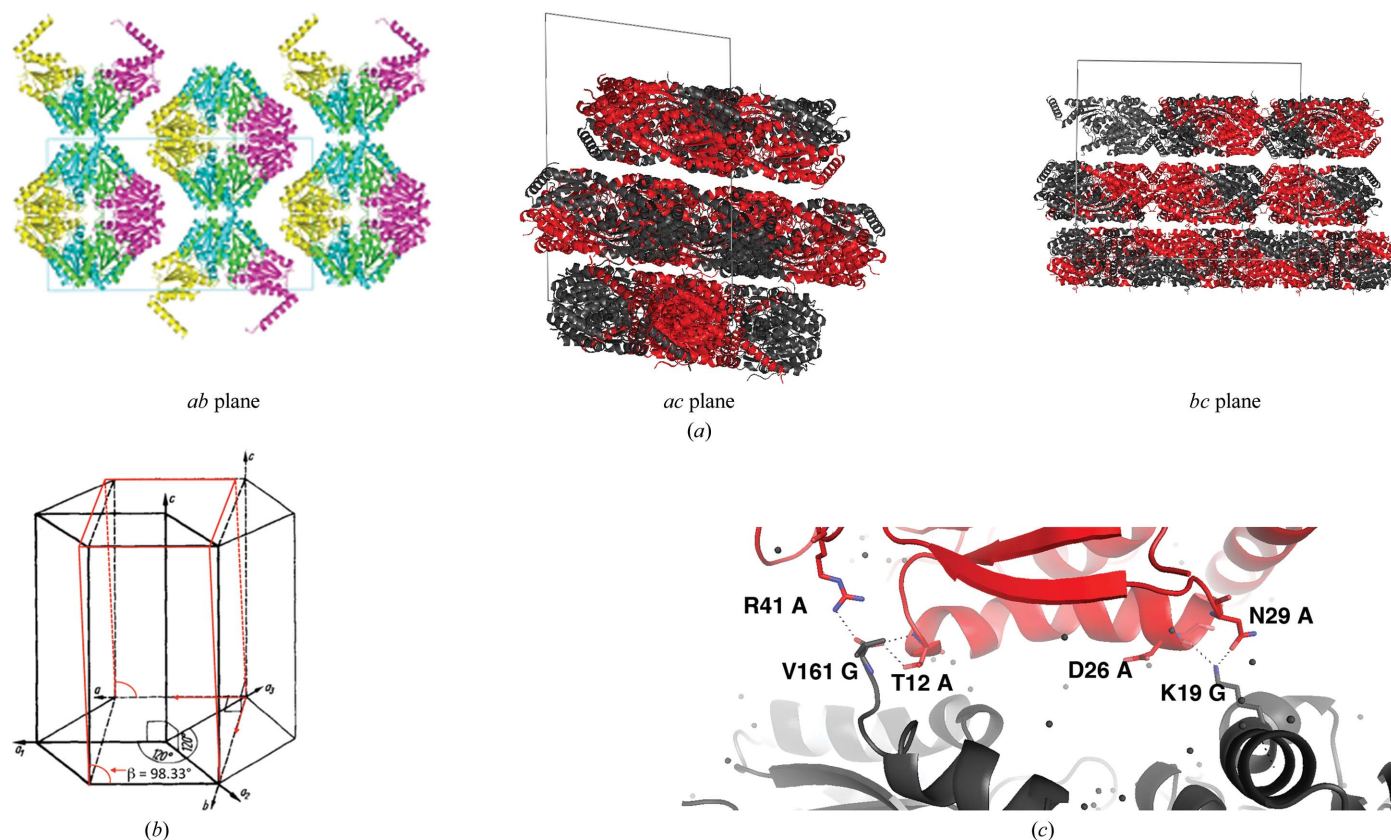 ab plane
ac plane
bc plane
(a)
c
c
a
a3
a1
120°
120°
β = 98.33°
b
a2
(b)
R41 A
N29 A
V161 G
T12 A
D26 A
K19 G
(c)